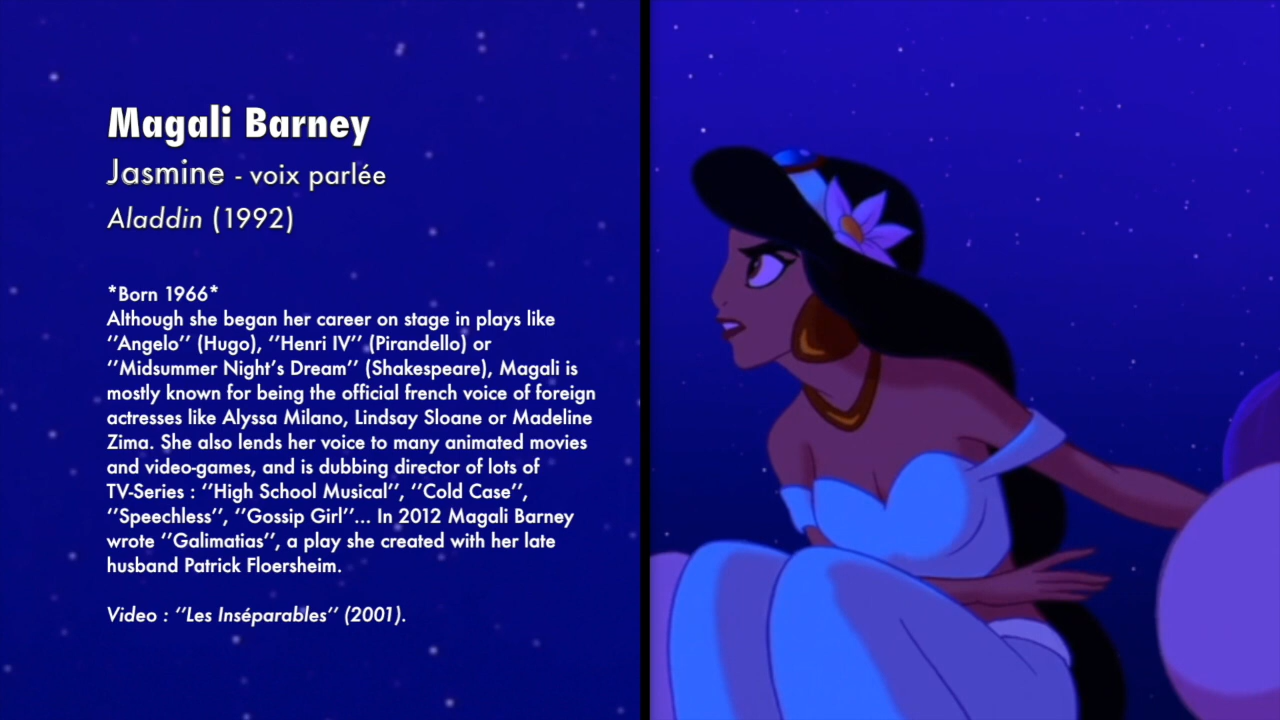 Magali Barney
Jasmine - voix parlée
Aladdin (1992)
*Born 1966*
Although she began her career on stage in plays like
‘’Angelo’’ (Hugo), ‘’Henri IV’’ (Pirandello) or
‘’Midsummer Night’s Dream’’ (Shakespeare), Magali is
mostly known for being the official french voice of foreign
actresses like Alyssa Milano, Lindsay Sloane or Madeline
Zima. She also lends her voice to many animated movies
and video-games, and is dubbing director of lots of
TV-Series : ‘’High School Musical’’, ‘’Cold Case’’,
‘’Speechless’’, ‘’Gossip Girl’’... In 2012 Magali Barney
wrote ‘’Galimatias’’, a play she created with her late
husband Patrick Floersheim.
Video : ‘’Les Inséparables’’ (2001).